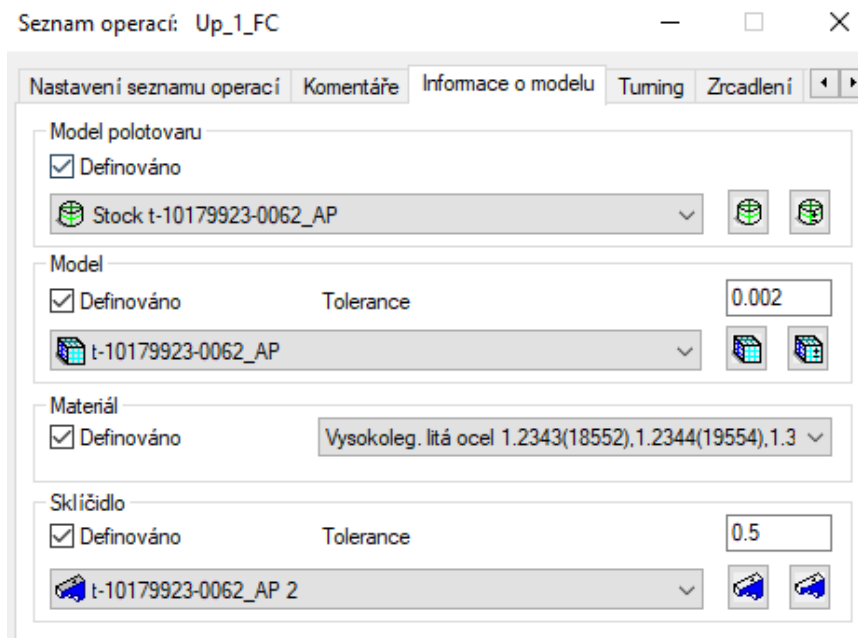 Seznam operací: Up_1_FC
Nastavení seznamu operací Komentáře Informace o modelu Turning Zrcadlení
Model polotovaru
Definováno
Stock t-10179923-0062_AP
Model
Definováno Tolerance 0.002
t-10179923-0062_AP
Materiál
Definováno Vysokoleg. litá ocel 1.2343(18552),1.2344(19554),1.3
Sklíčidlo
Definováno Tolerance 0.5
t-10179923-0062_AP 2